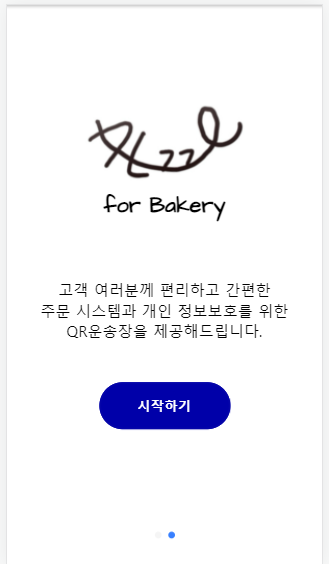 for Bakery
고객 여러분께 편리하고 간편한
주문 시스템과 개인 정보보호를 위한
QR운송장을 제공해드립니다.
시작하기